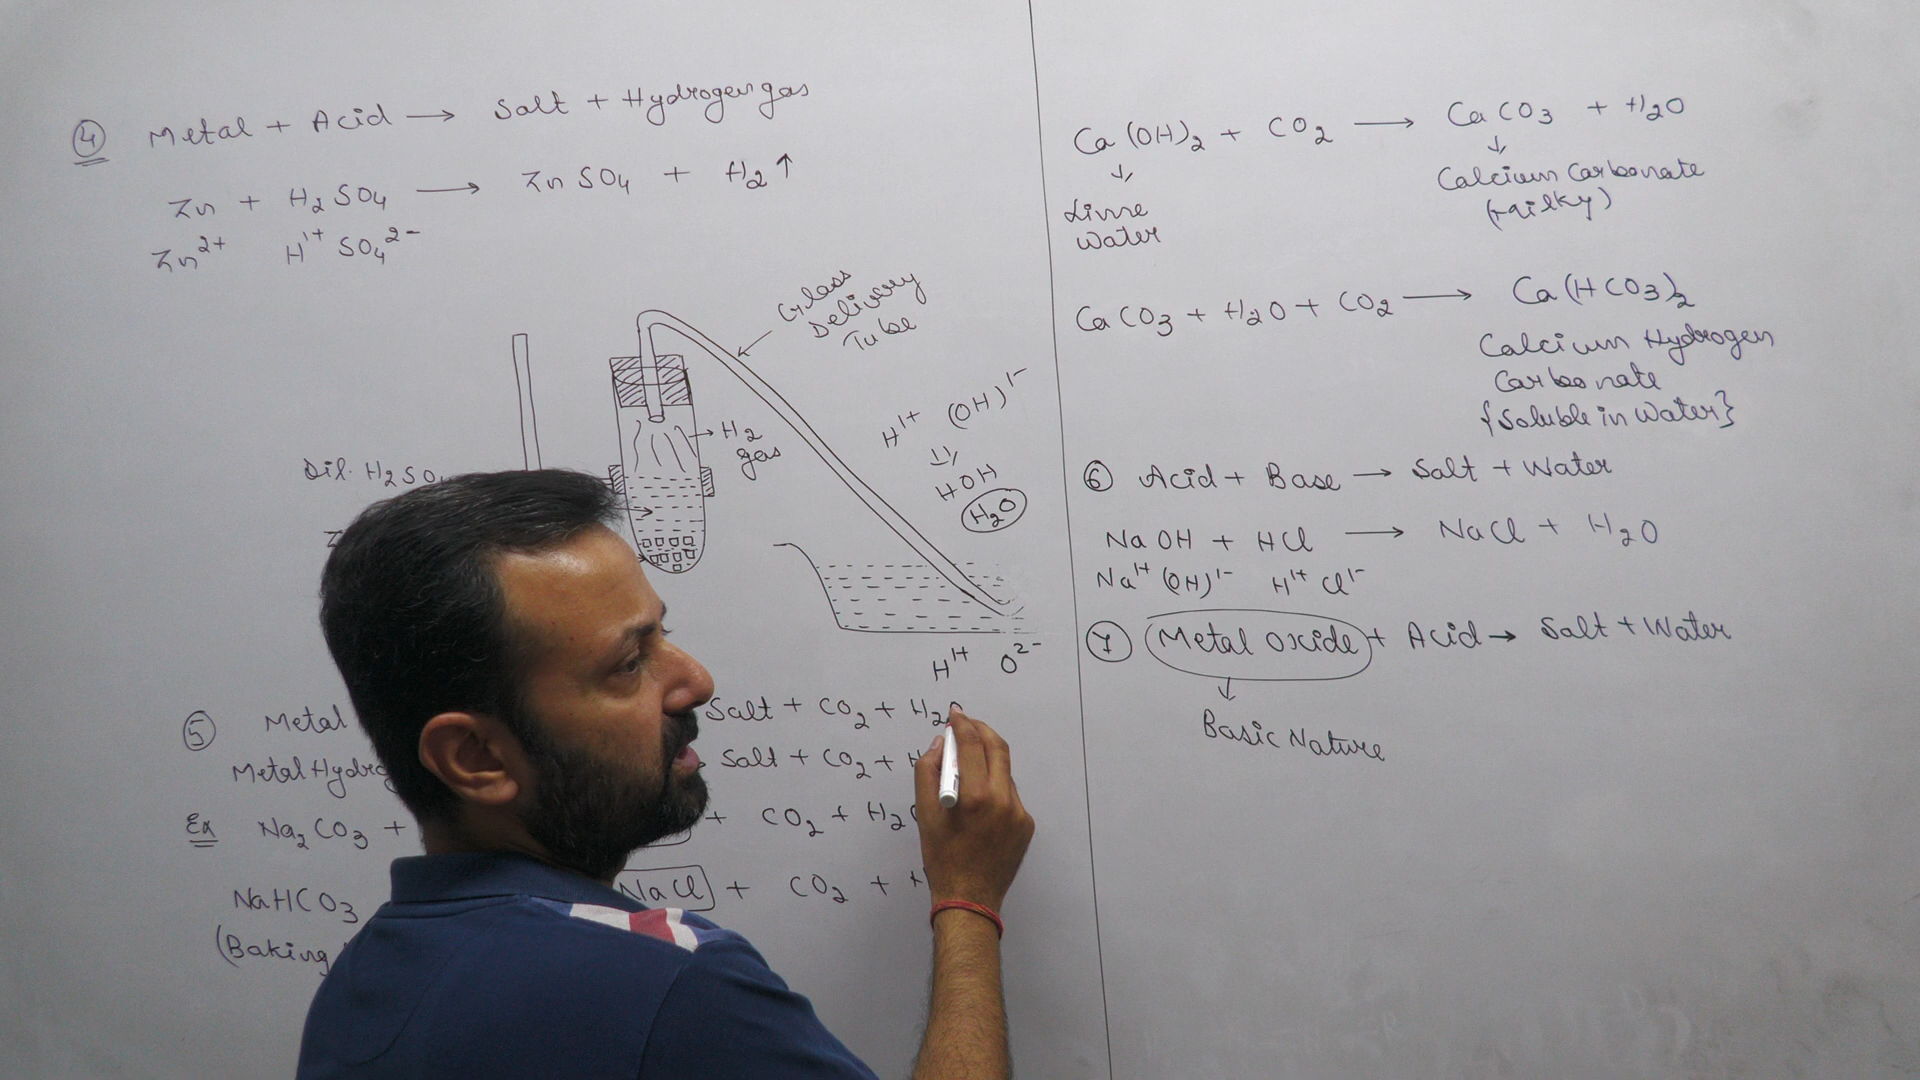 ④ Metal + Acid → Salt + Hydrogen gas
Zn + H₂SO₄ → ZnSO₄ + H₂↑
Zn²⁺ H¹⁺ SO₄²⁻
Glass
Delivery
Tube
H₂
gas
H¹⁺ (OH)¹⁻
HOH
H₂O
Dil. H₂SO₄
H¹⁺ O²⁻
⑤ Metal Salt + CO₂ + H₂O
Metal Salt + CO₂ + H
Ex Na₂CO₃ + + CO₂ + H₂O
NaHCO₃ NaCl + CO₂ +
(Baking
Ca(OH)₂ + CO₂ → CaCO₃ + H₂O
Lime
Water
Calcium Carbonate
(Milky)
CaCO₃ + H₂O + CO₂ → Ca(HCO₃)₂
Calcium Hydrogen
Carbonate
{Soluble in Water}
⑥ Acid + Base → Salt + Water
NaOH + HCl → NaCl + H₂O
Na¹⁺ (OH)¹⁻ H¹⁺ Cl¹⁻
⑦ Metal Oxide + Acid → Salt + Water
Basic Nature